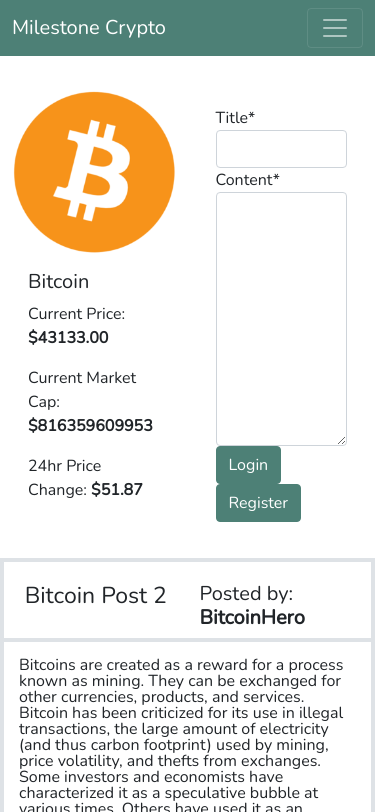 Milestone Crypto
Title*
Content*
Bitcoin
Current Price:
$43133.00
Current Market
Cap:
$816359609953
24hr Price
Change: $51.87
Login
Register
Bitcoin Post 2
Posted by:
BitcoinHero
Bitcoins are created as a reward for a process
known as mining. They can be exchanged for
other currencies, products, and services.
Bitcoin has been criticized for its use in illegal
transactions, the large amount of electricity
(and thus carbon footprint) used by mining,
price volatility, and thefts from exchanges.
Some investors and economists have
characterized it as a speculative bubble at
various times. Others have used it as an